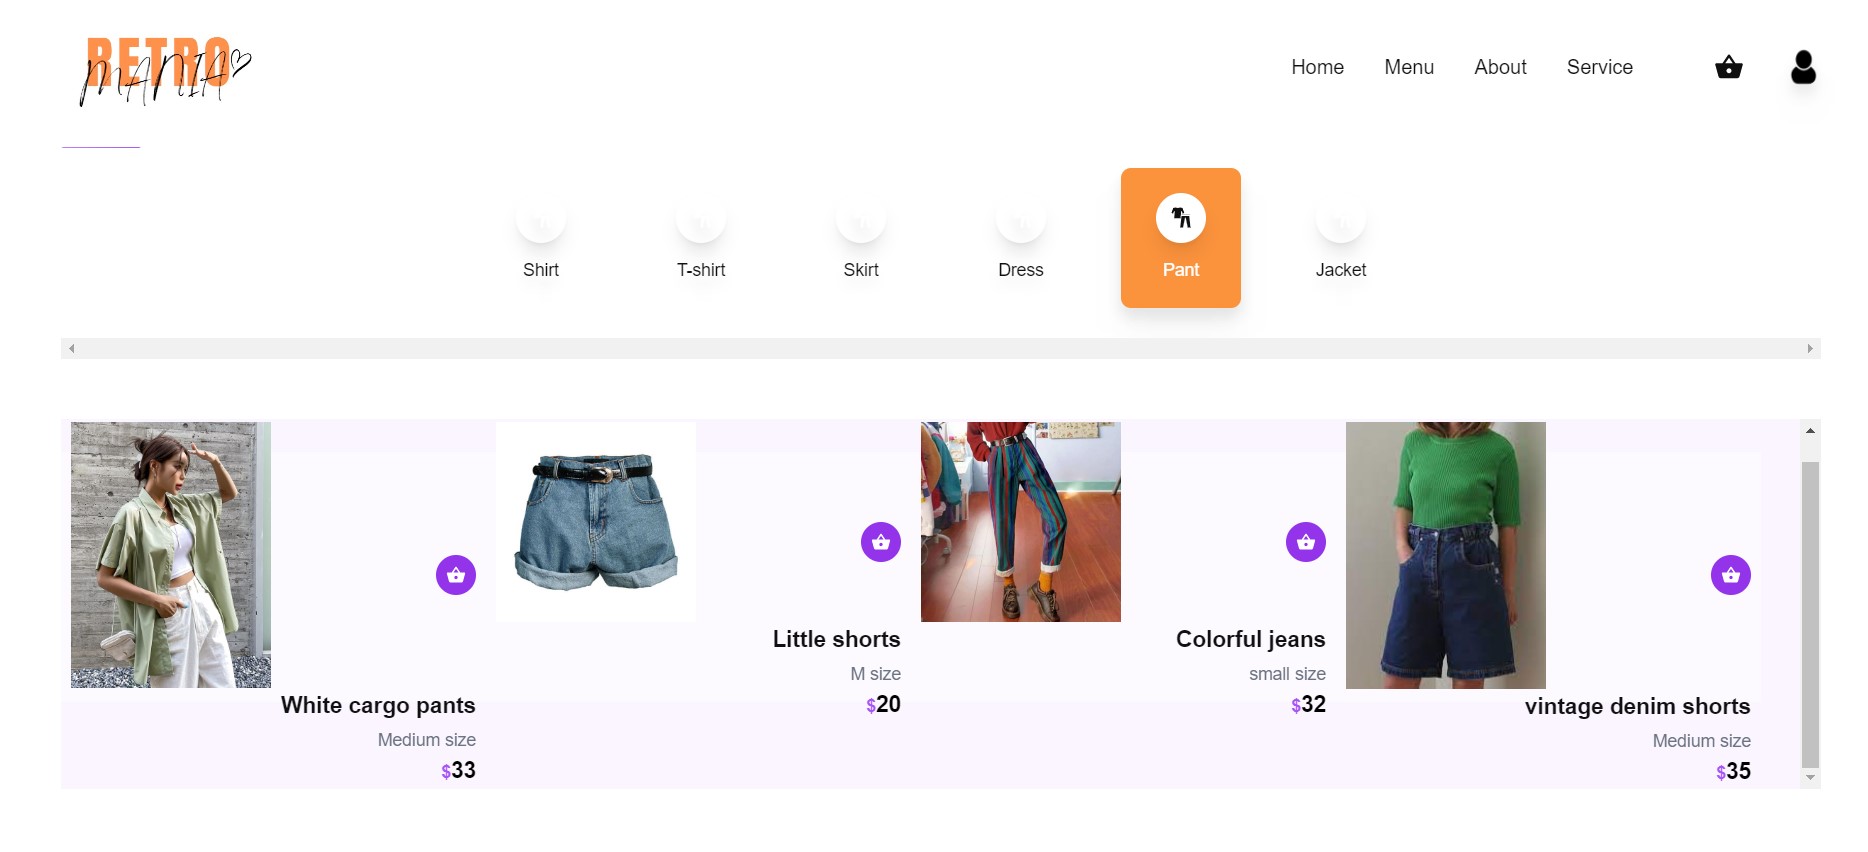 RETRO
MANIA
Home
Menu
About
Service
Shirt
T-shirt
Skirt
Dress
Pant
Jacket
White cargo pants
Medium size
$33
Little shorts
M size
$20
Colorful jeans
small size
$32
vintage denim shorts
Medium size
$35